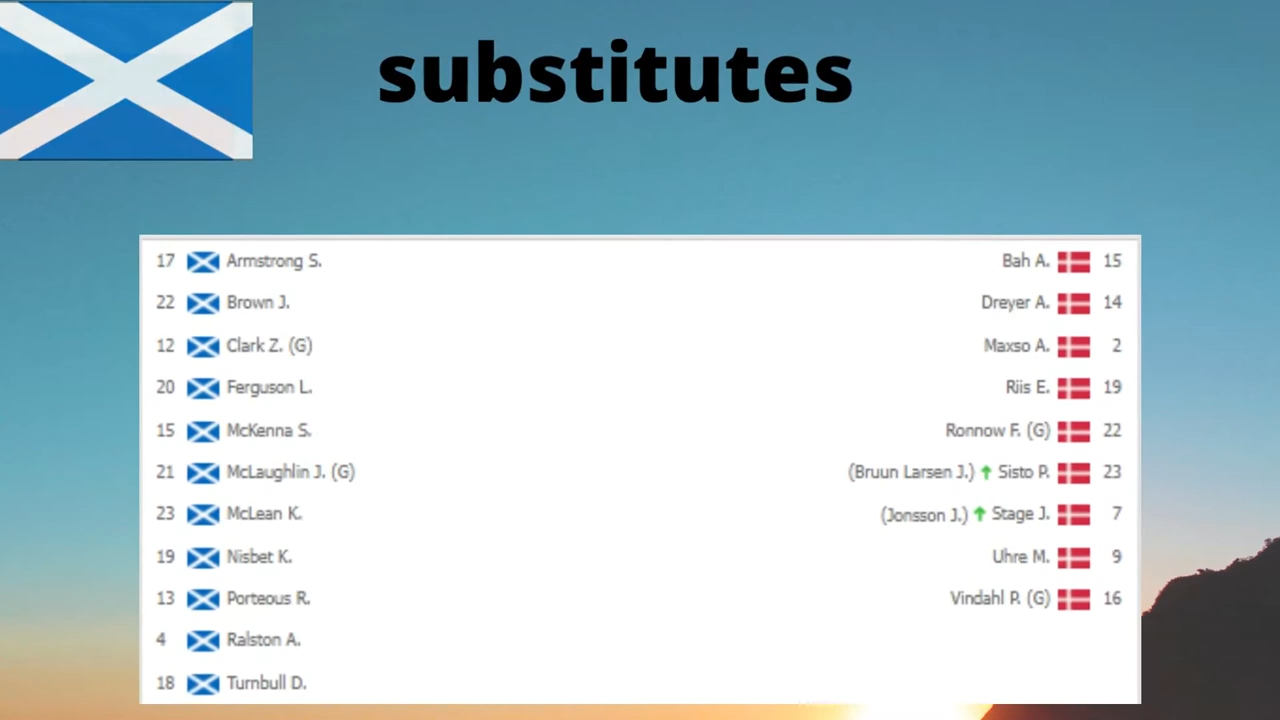 substitutes
17 Armstrong S. Bah A. 15
22 Brown J. Dreyer A. 14
12 Clark Z. (G) Maxso A. 2
20 Ferguson L. Riis E. 19
15 McKenna S. Ronnow F. (G) 22
21 McLaughlin J. (G) (Bruun Larsen J.) Sisto P. 23
23 McLean K. (Jonsson J.) Stage J. 7
19 Nisbet K. Uhre M. 9
13 Porteous R. Vindahl P. (G) 16
4 Ralston A.
18 Turnbull D.